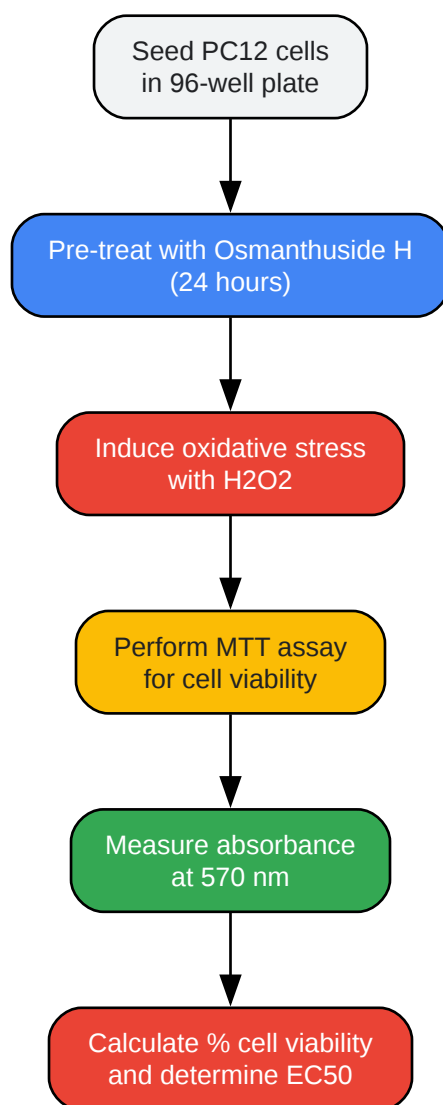 Seed PC12 cells
in 96-well plate
Pre-treat with Osmanthuside H
(24 hours)
Induce oxidative stress
with H2O2
Perform MTT assay
for cell viability
Measure absorbance
at 570 nm
Calculate % cell viability
and determine EC50